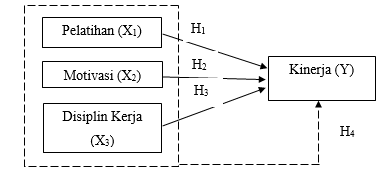 Pelatihan (X₁)
H₁
Motivasi (X₂)
H₂
Kinerja (Y)
H₃
Disiplin Kerja
(X₃)
H₄